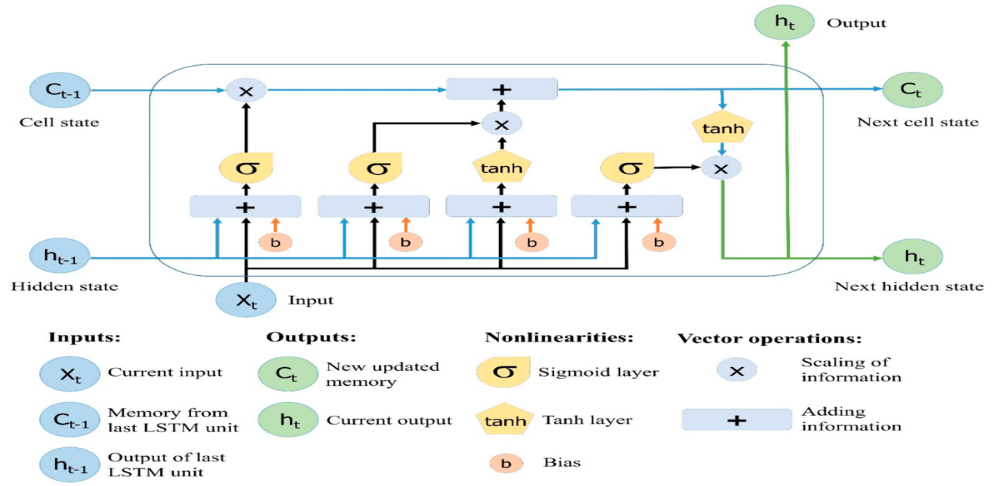 ht
Output
Ct-1
x
+
Ct
Cell state
Next cell state
x
tanh
σ
σ
tanh
σ
x
+
+
+
+
b
b
b
b
ht-1
ht
Hidden state
Next hidden state
Xt
Input
Inputs:
Outputs:
Nonlinearities:
Vector operations:
Xt
Current input
Ct
New updated
memory
σ
Sigmoid layer
x
Scaling of
information
Ct-1
Memory from
last LSTM unit
ht
Current output
tanh
Tanh layer
+
Adding
information
ht-1
Output of last
LSTM unit
b
Bias